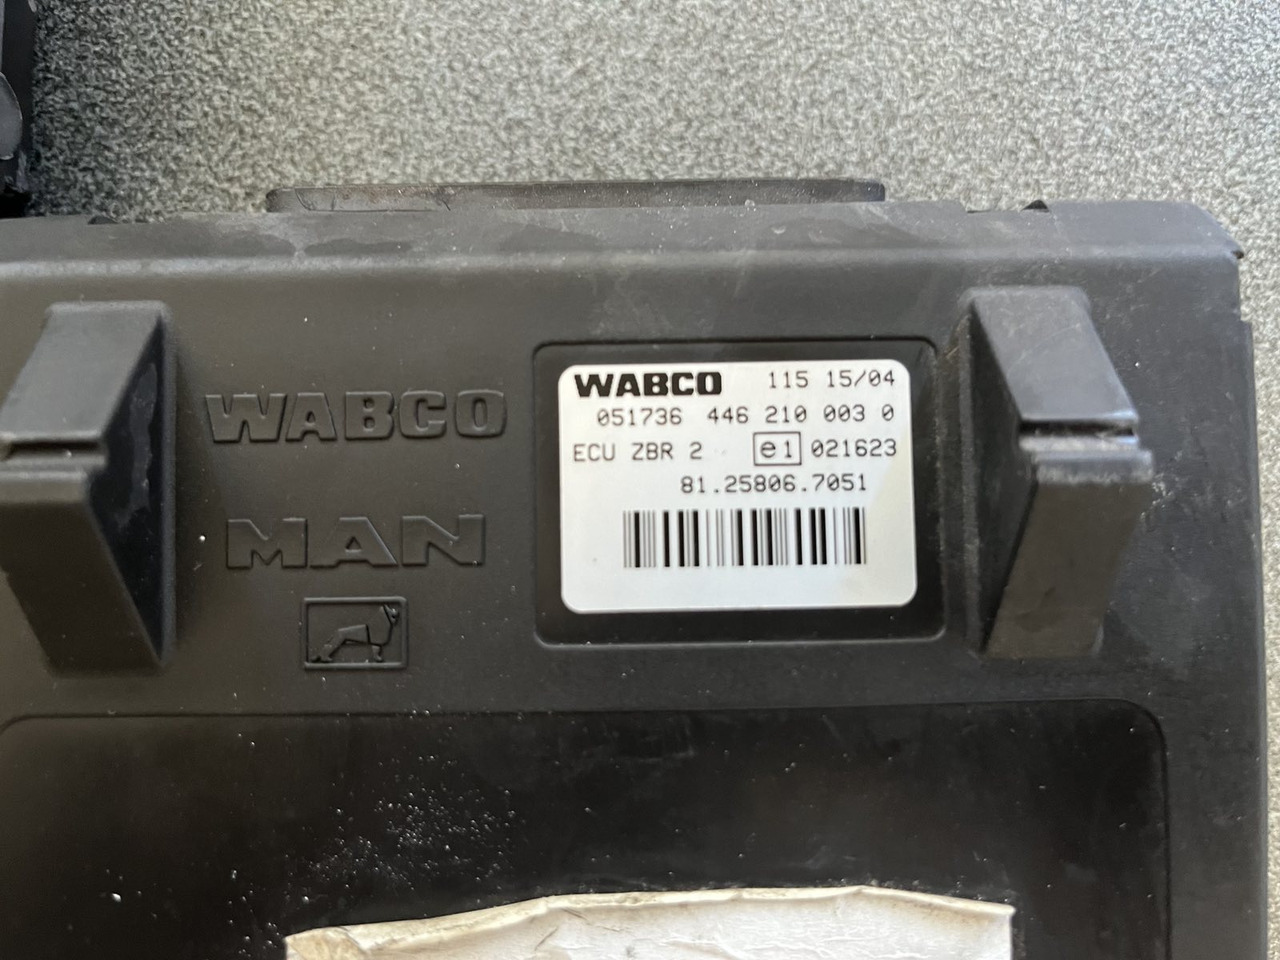 WABCO
MAN
WABCO 115 15/04
051736 446 210 003 0
ECU ZBR 2 e1 021623
81.25806.7051